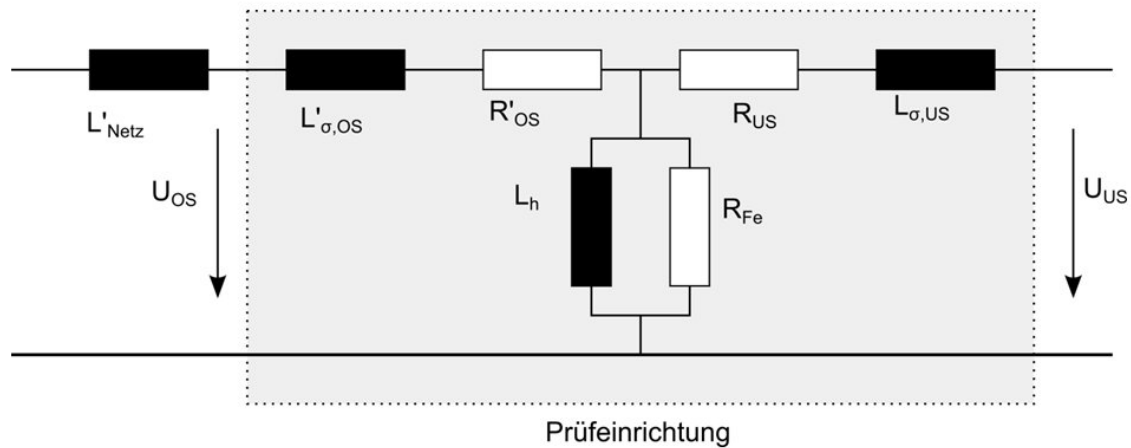 L'Netz
L'σ,OS
R'OS
RUS
Lσ,US
UOS
Lh
RFe
UUS
Prüfeinrichtung